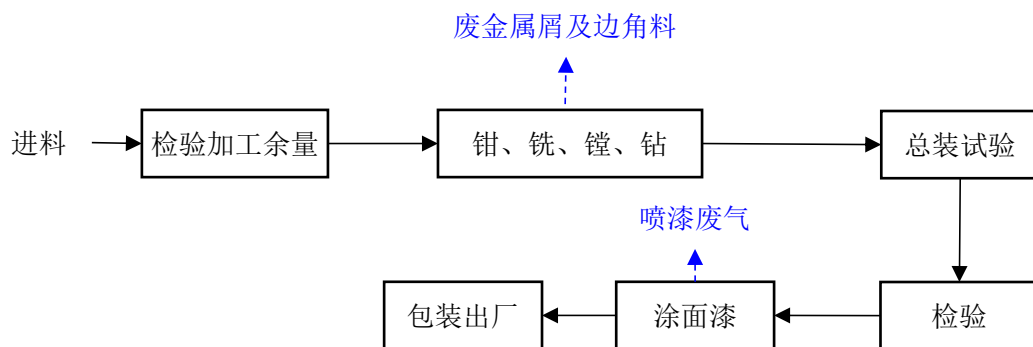 废金属屑及边角料
进料
检验加工余量
钳、铣、镗、钻
总装试验
喷漆废气
包装出厂
涂面漆
检验